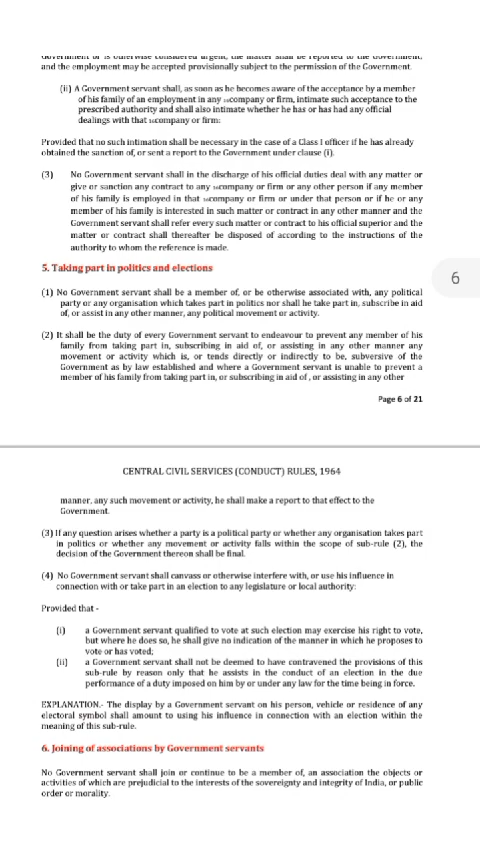 Government or is otherwise considered urgent, the matter shall be reported to the Government,
and the employment may be accepted provisionally subject to the permission of the Government.
(ii) A Government servant shall, as soon as he becomes aware of the acceptance by a member
of his family of an employment in any company or firm, intimate such acceptance to the
prescribed authority and shall also intimate whether he has or has had any official
dealings with that company or firm:
Provided that no such intimation shall be necessary in the case of a Class I officer if he has already
obtained the sanction of, or sent a report to the Government under clause (i).
(3) No Government servant shall in the discharge of his official duties deal with any matter or
give or sanction any contract to any company or firm or any other person if any member
of his family is employed in that company or firm or under that person or if he or any
member of his family is interested in such matter or contract in any other manner and the
Government servant shall refer every such matter or contract to his official superior and the
matter or contract shall thereafter be disposed of according to the instructions of the
authority to whom the reference is made.
5. Taking part in politics and elections
6
(1) No Government servant shall be a member of, or be otherwise associated with, any political
party or any organisation which takes part in politics nor shall he take part in, subscribe in aid
of, or assist in any other manner, any political movement or activity.
(2) It shall be the duty of every Government servant to endeavour to prevent any member of his
family from taking part in, subscribing in aid of, or assisting in any other manner any
movement or activity which is, or tends directly or indirectly to be, subversive of the
Government as by law established and where a Government servant is unable to prevent a
member of his family from taking part in, or subscribing in aid of , or assisting in any other
Page 6 of 21
CENTRAL CIVIL SERVICES (CONDUCT) RULES, 1964
manner, any such movement or activity, he shall make a report to that effect to the
Government.
(3) If any question arises whether a party is a political party or whether any organisation takes part
in politics or whether any movement or activity falls within the scope of sub-rule (2), the
decision of the Government thereon shall be final.
(4) No Government servant shall canvass or otherwise interfere with, or use his influence in
connection with or take part in an election to any legislature or local authority:
Provided that -
(i) a Government servant qualified to vote at such election may exercise his right to vote,
but where he does so, he shall give no indication of the manner in which he proposes to
vote or has voted;
(ii) a Government servant shall not be deemed to have contravened the provisions of this
sub-rule by reason only that he assists in the conduct of an election in the due
performance of a duty imposed on him by or under any law for the time being in force.
EXPLANATION.- The display by a Government servant on his person, vehicle or residence of any
electoral symbol shall amount to using his influence in connection with an election within the
meaning of this sub-rule.
6. Joining of associations by Government servants
No Government servant shall join or continue to be a member of, an association the objects or
activities of which are prejudicial to the interests of the sovereignty and integrity of India, or public
order or morality.